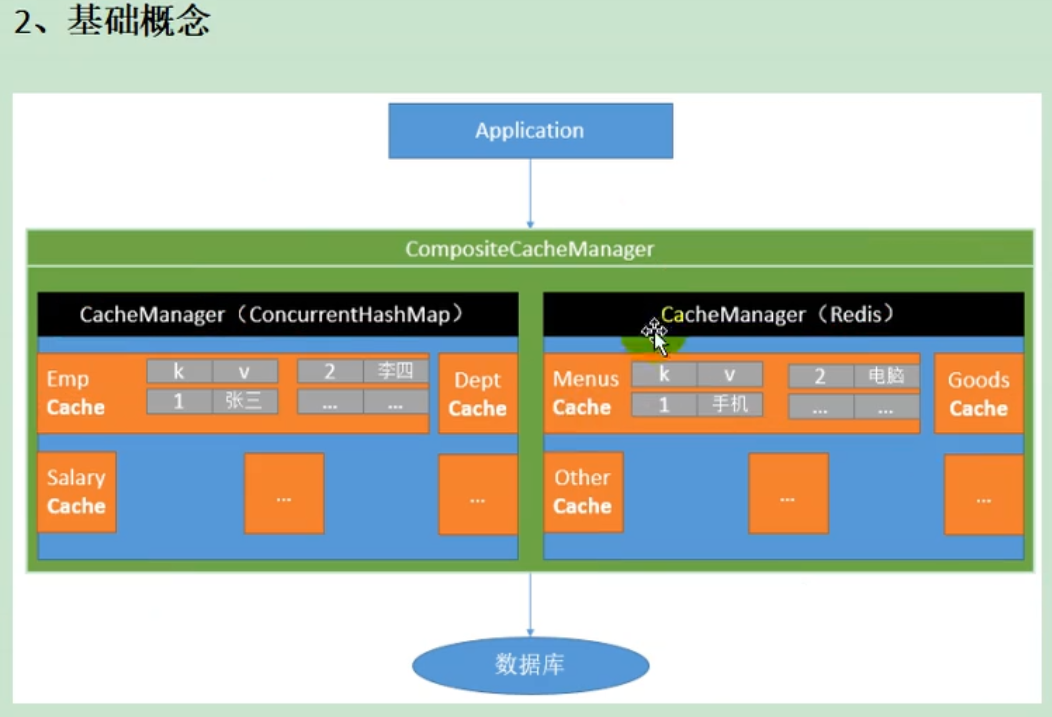 2、基础概念
Application
CompositeCacheManager
CacheManager（ConcurrentHashMap）
Emp
Cache
k v
1 张三
2 李四
... ...
Dept
Cache
Salary
Cache
...
...
CacheManager（Redis）
Menus
Cache
k v
1 手机
2 电脑
... ...
Goods
Cache
Other
Cache
...
...
数据库